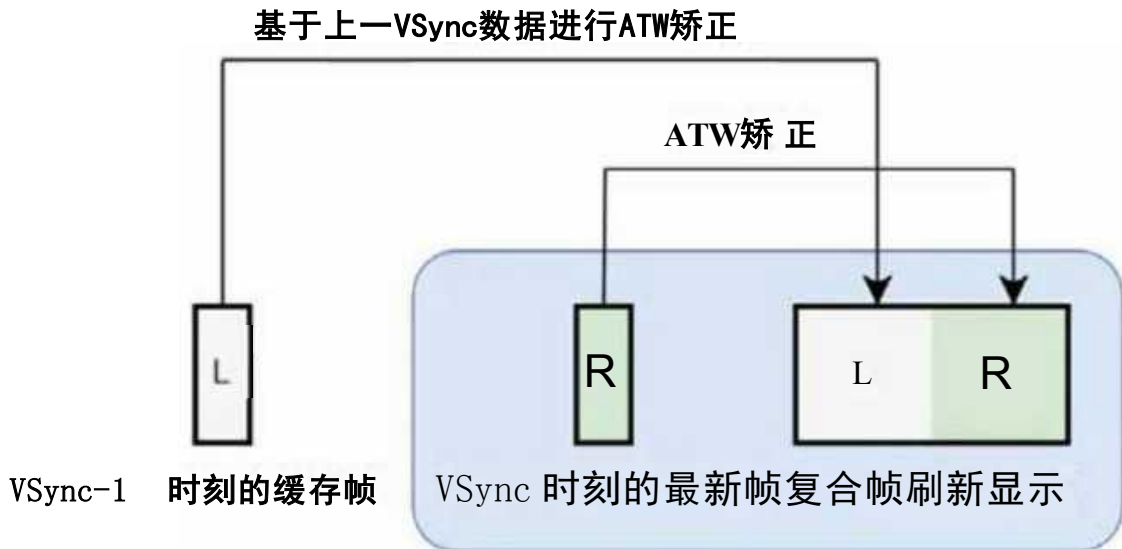 基于上一VSync数据进行ATW矫正
ATW矫 正
L
R
L
R
VSync-1 时刻的缓存帧
VSync 时刻的最新帧复合帧刷新显示